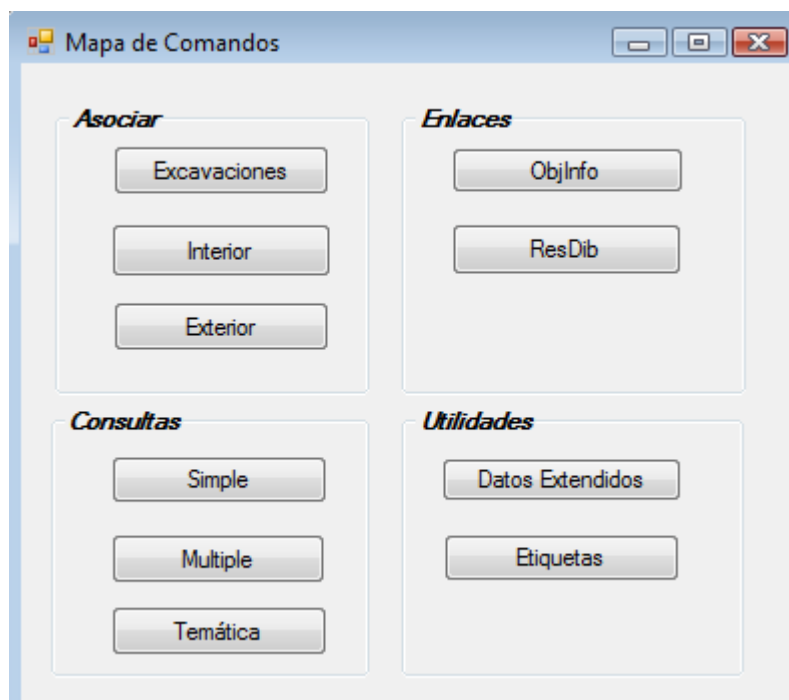 Mapa de Comandos
Asociar
Excavaciones
Interior
Exterior
Enlaces
ObjInfo
ResDib
Consultas
Simple
Multiple
Temática
Utilidades
Datos Extendidos
Etiquetas